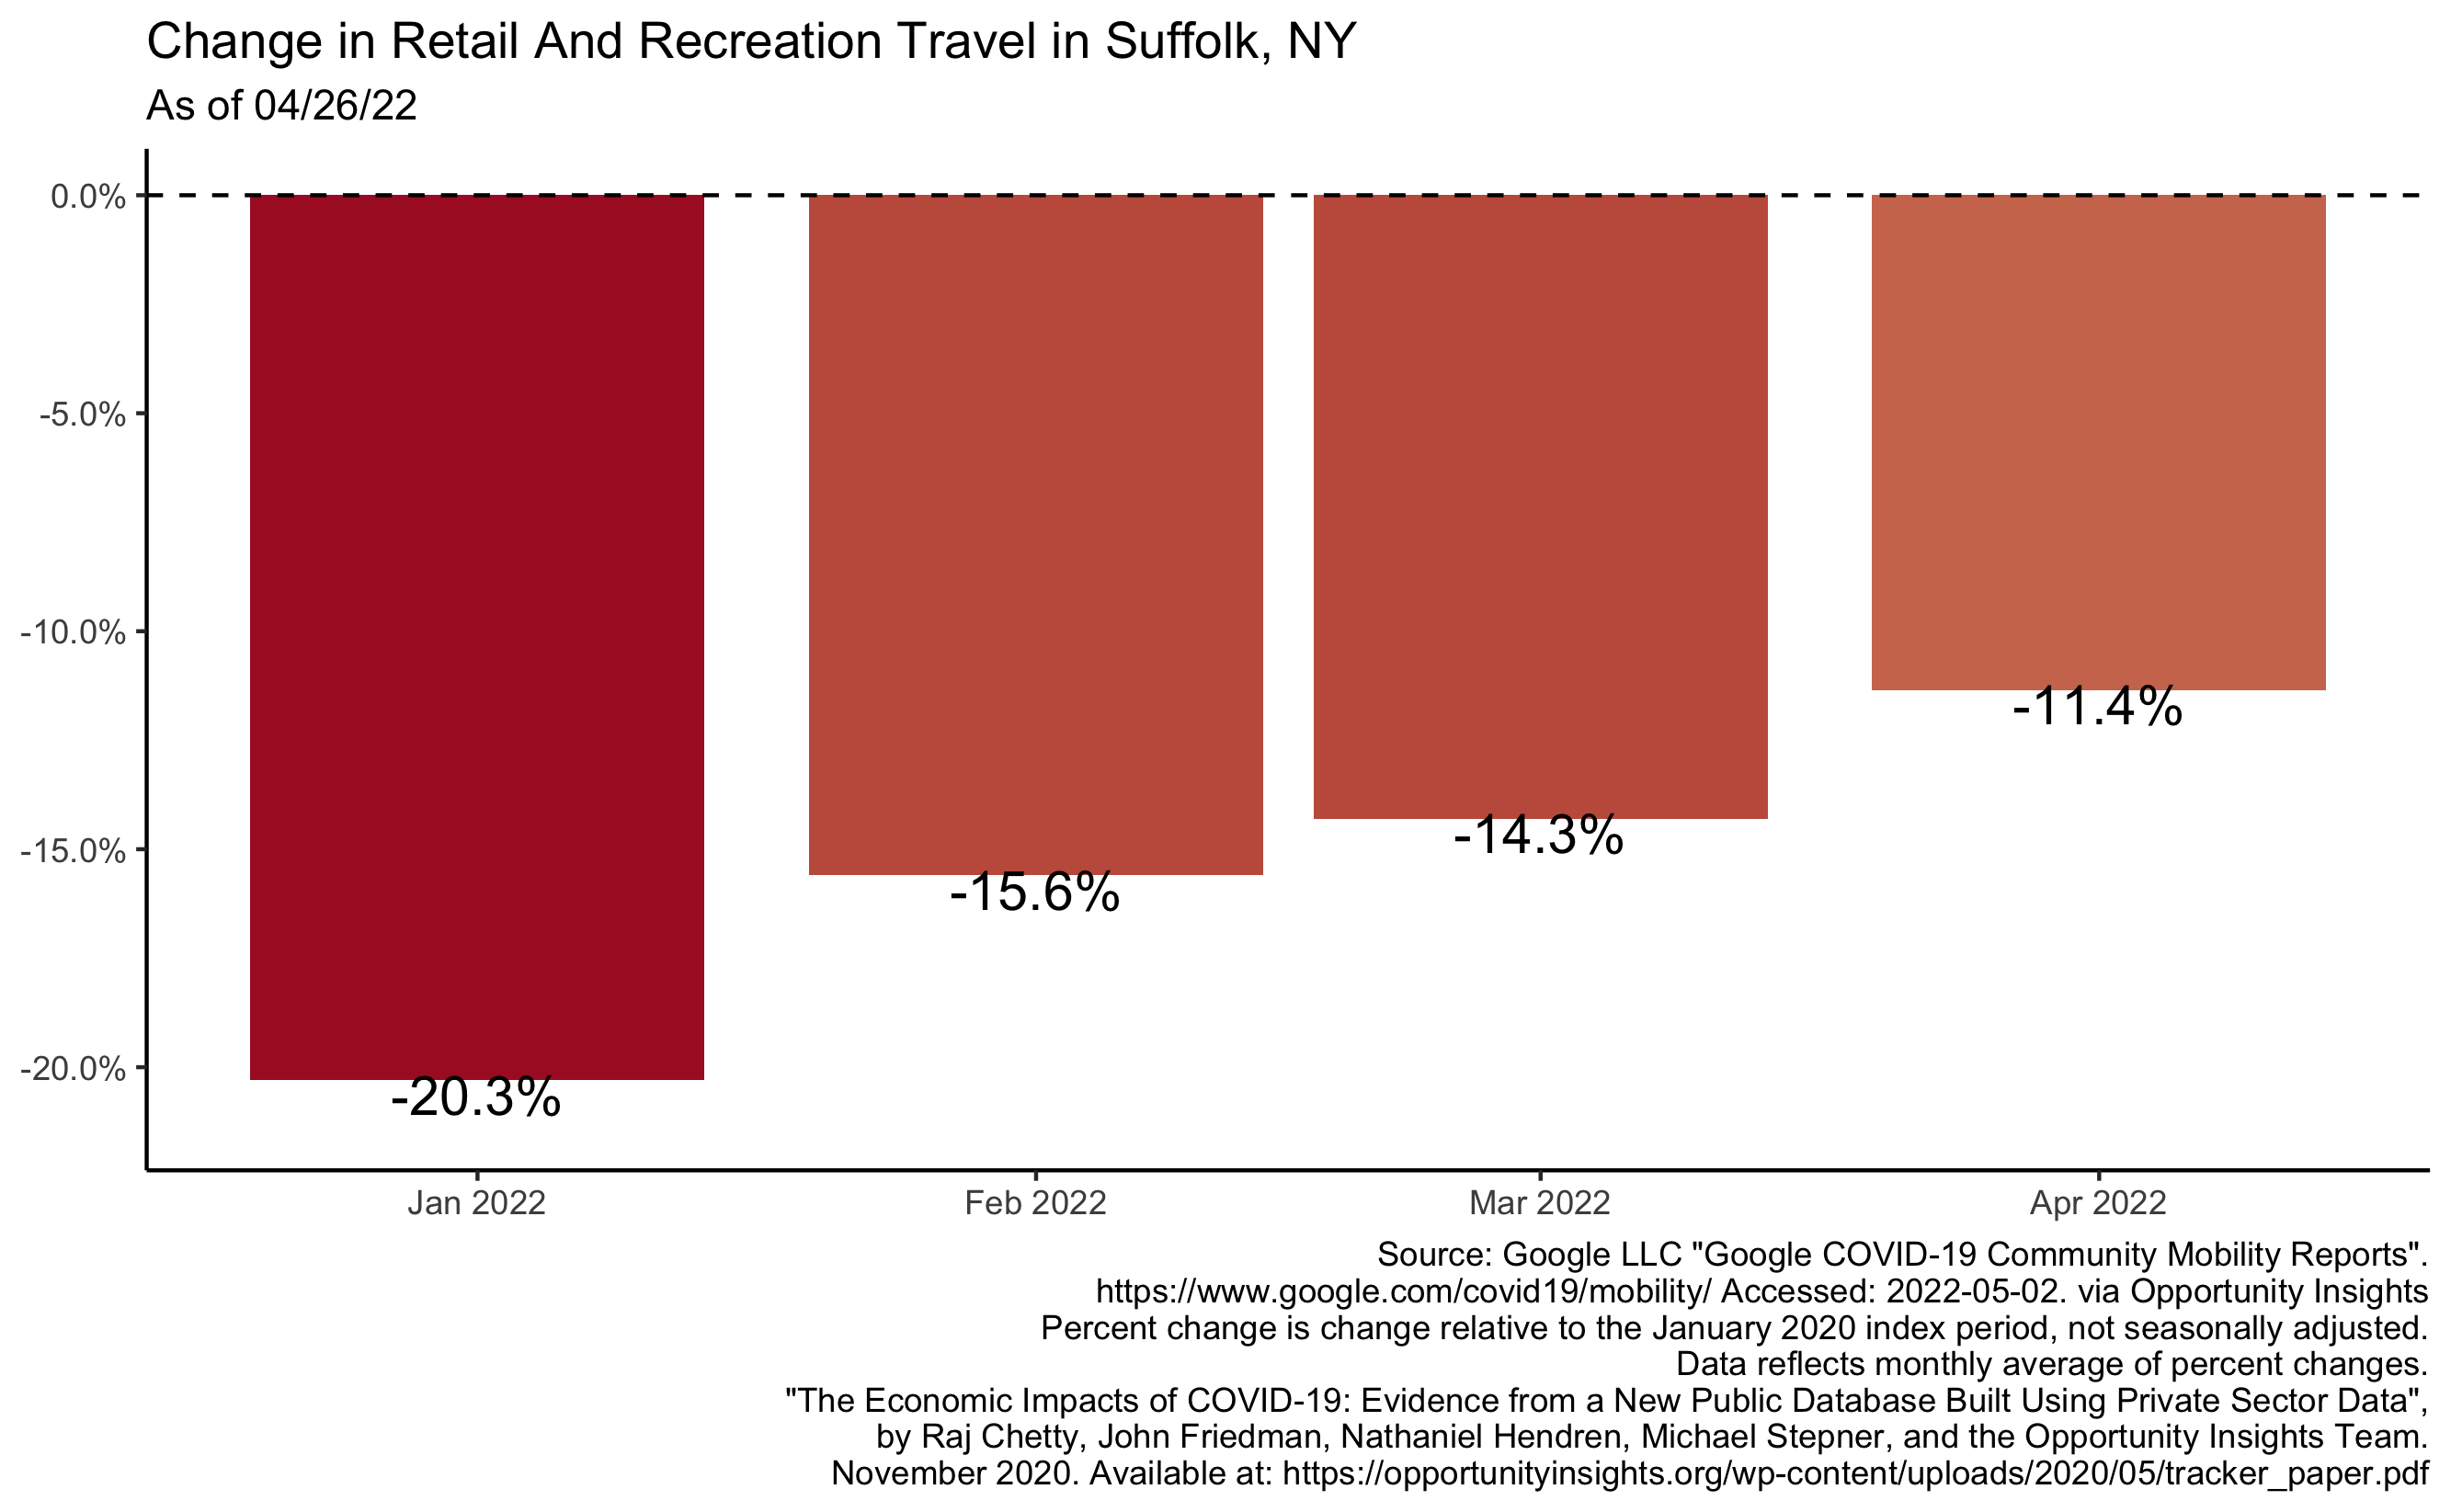 Change in Retail And Recreation Travel in Suffolk, NY
As of 04/26/22
0.0%
-5.0%
-10.0%
-15.0%
-20.0%
-20.3%
-15.6%
-14.3%
-11.4%
Jan 2022
Feb 2022
Mar 2022
Apr 2022
Source: Google LLC "Google COVID-19 Community Mobility Reports".
https://www.google.com/covid19/mobility/ Accessed: 2022-05-02. via Opportunity Insights
Percent change is change relative to the January 2020 index period, not seasonally adjusted.
Data reflects monthly average of percent changes.
"The Economic Impacts of COVID-19: Evidence from a New Public Database Built Using Private Sector Data",
by Raj Chetty, John Friedman, Nathaniel Hendren, Michael Stepner, and the Opportunity Insights Team.
November 2020. Available at: https://opportunityinsights.org/wp-content/uploads/2020/05/tracker_paper.pdf